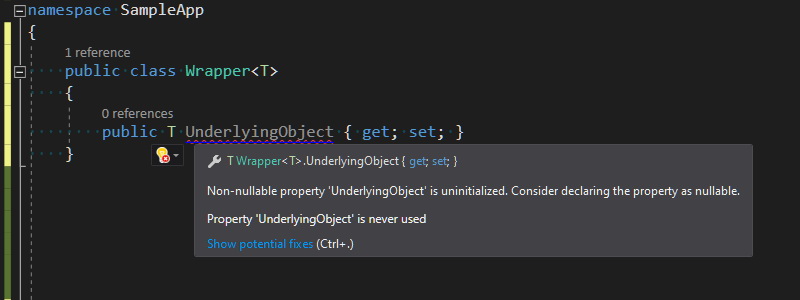 namespace SampleApp
{
1 reference
public class Wrapper<T>
{
0 references
public T UnderlyingObject { get; set; }
}
T Wrapper<T>.UnderlyingObject { get; set; }
Non-nullable property 'UnderlyingObject' is uninitialized. Consider declaring the property as nullable.
Property 'UnderlyingObject' is never used
Show potential fixes (Ctrl+.)